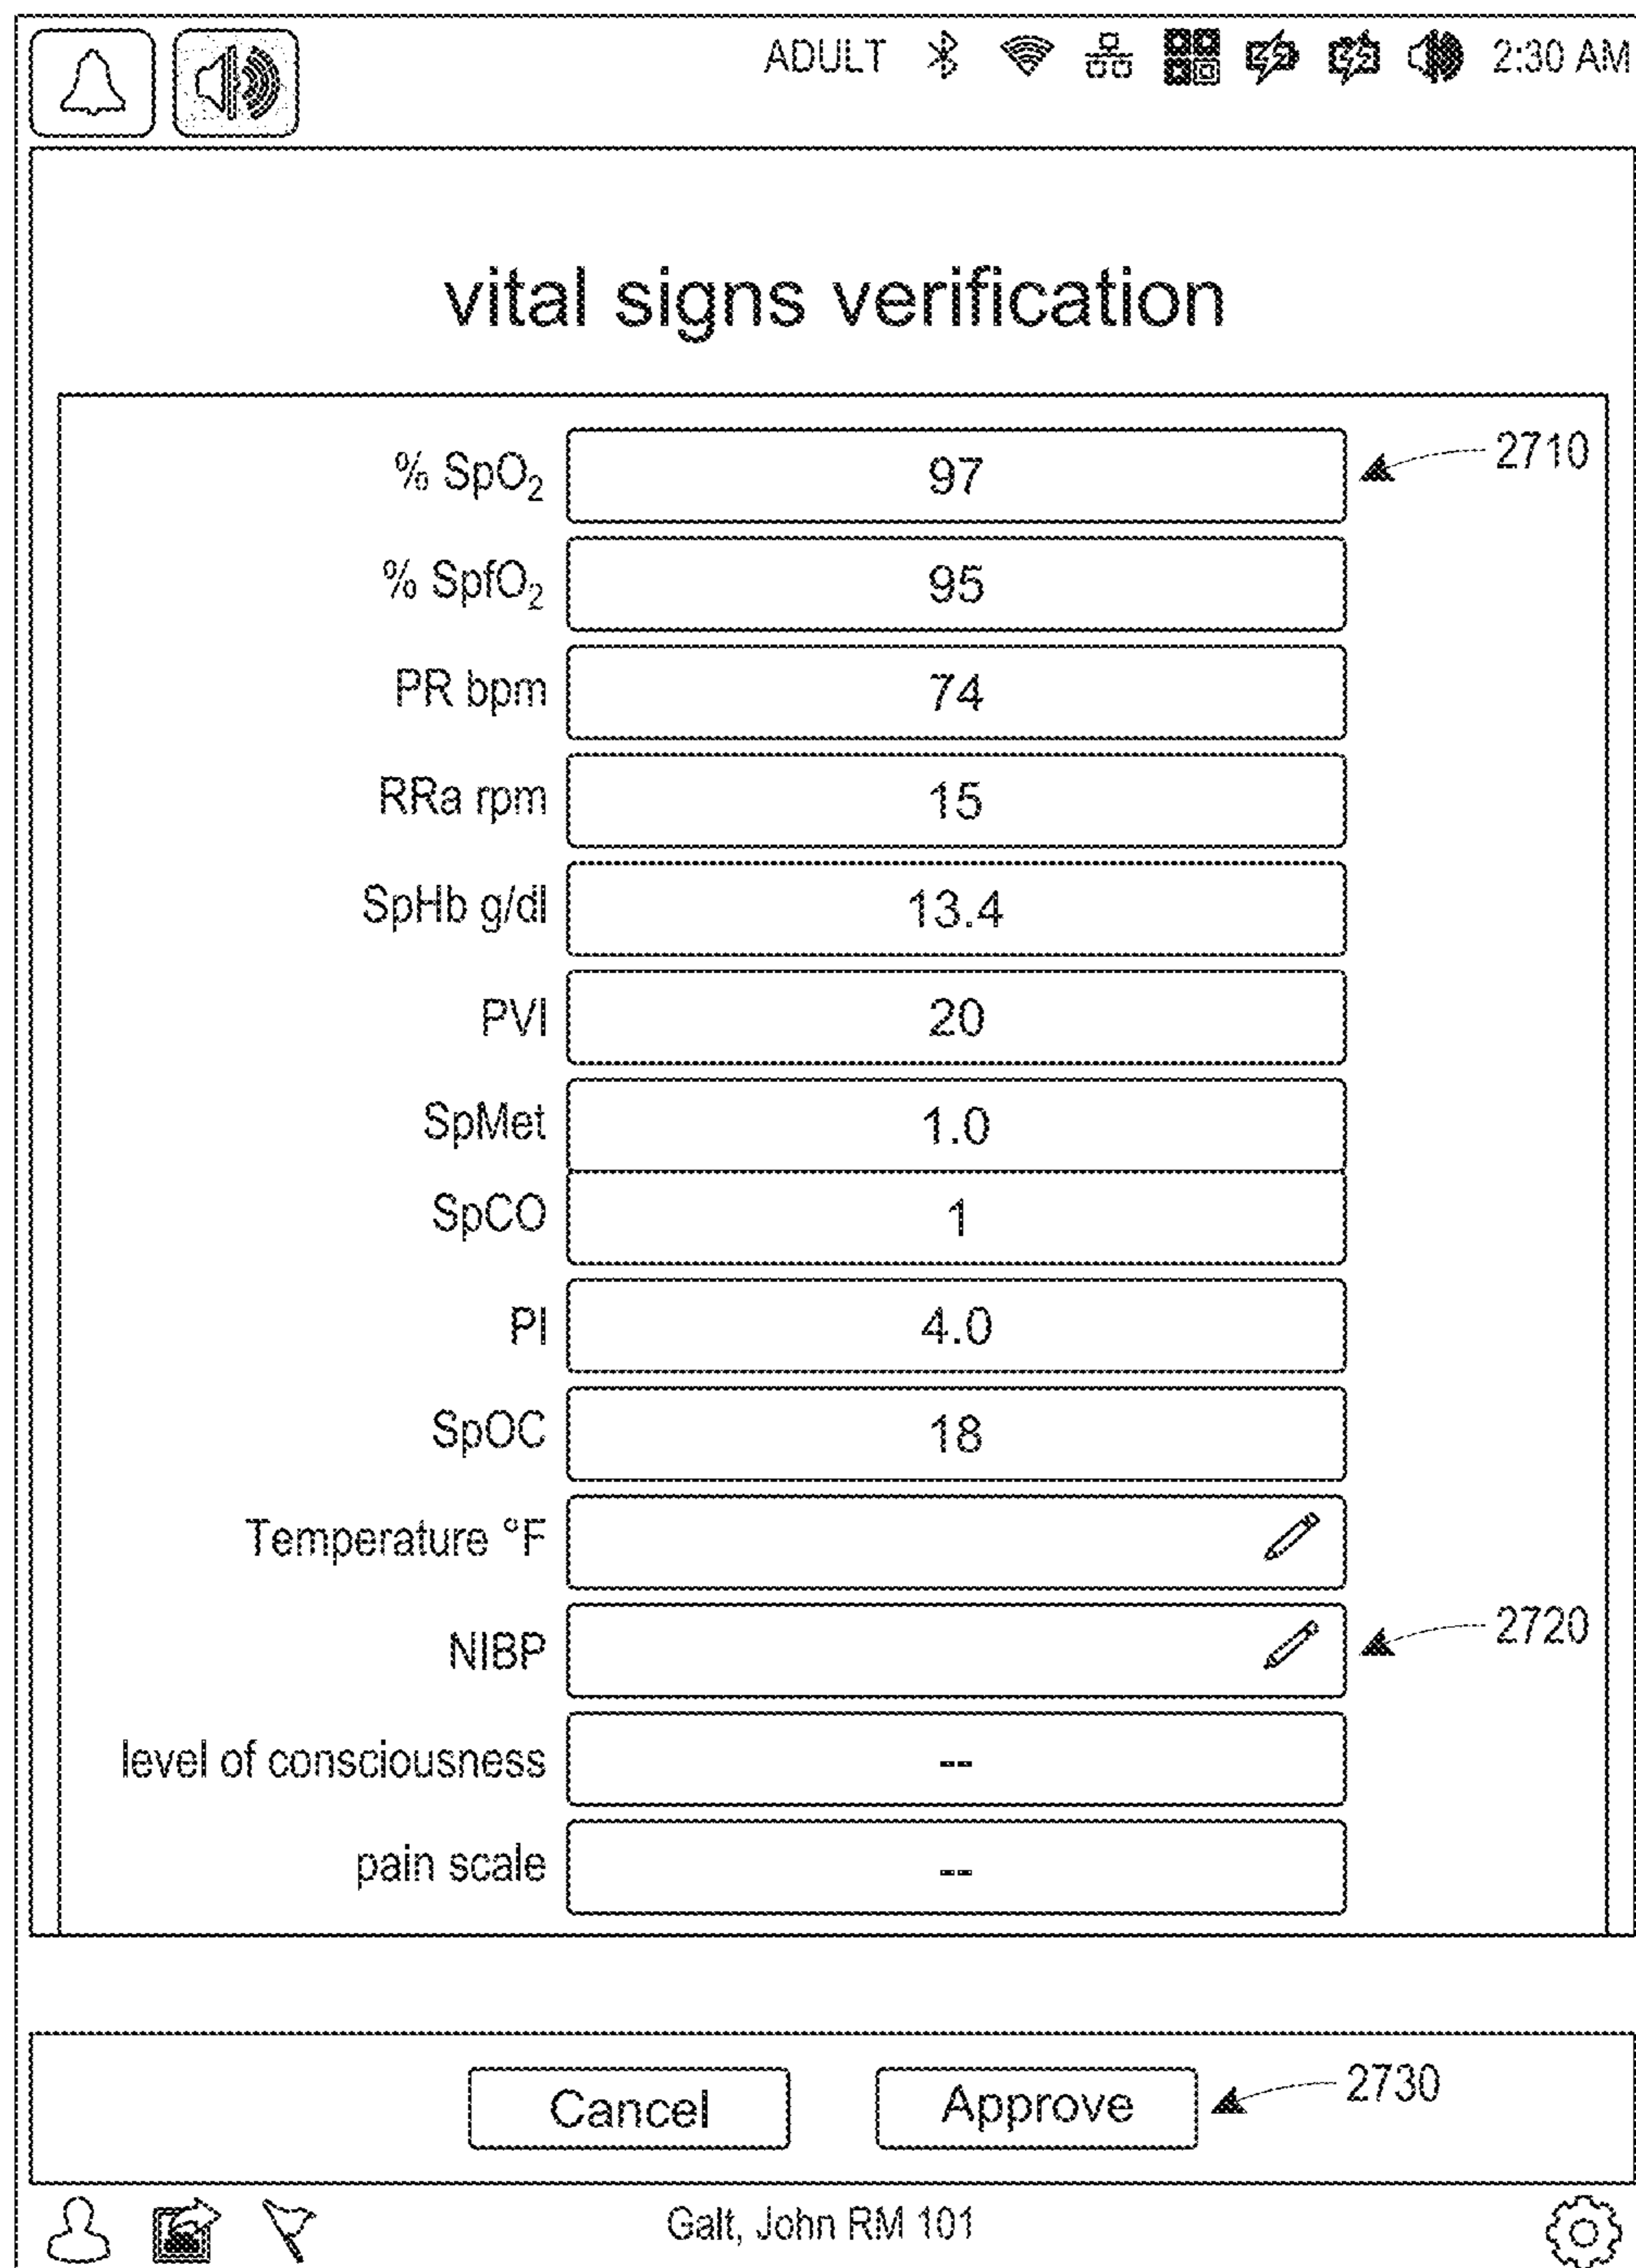 ADULT 2:30 AM
vital signs verification
% SpO₂ 97 2710
% SpfO₂ 95
PR bpm 74
RRa rpm 15
SpHb g/dl 13.4
PVI 20
SpMet 1.0
SpCO 1
PI 4.0
SpOC 18
Temperature °F
NIBP 2720
level of consciousness --
pain scale --
Cancel Approve 2730
Galt, John RM 101